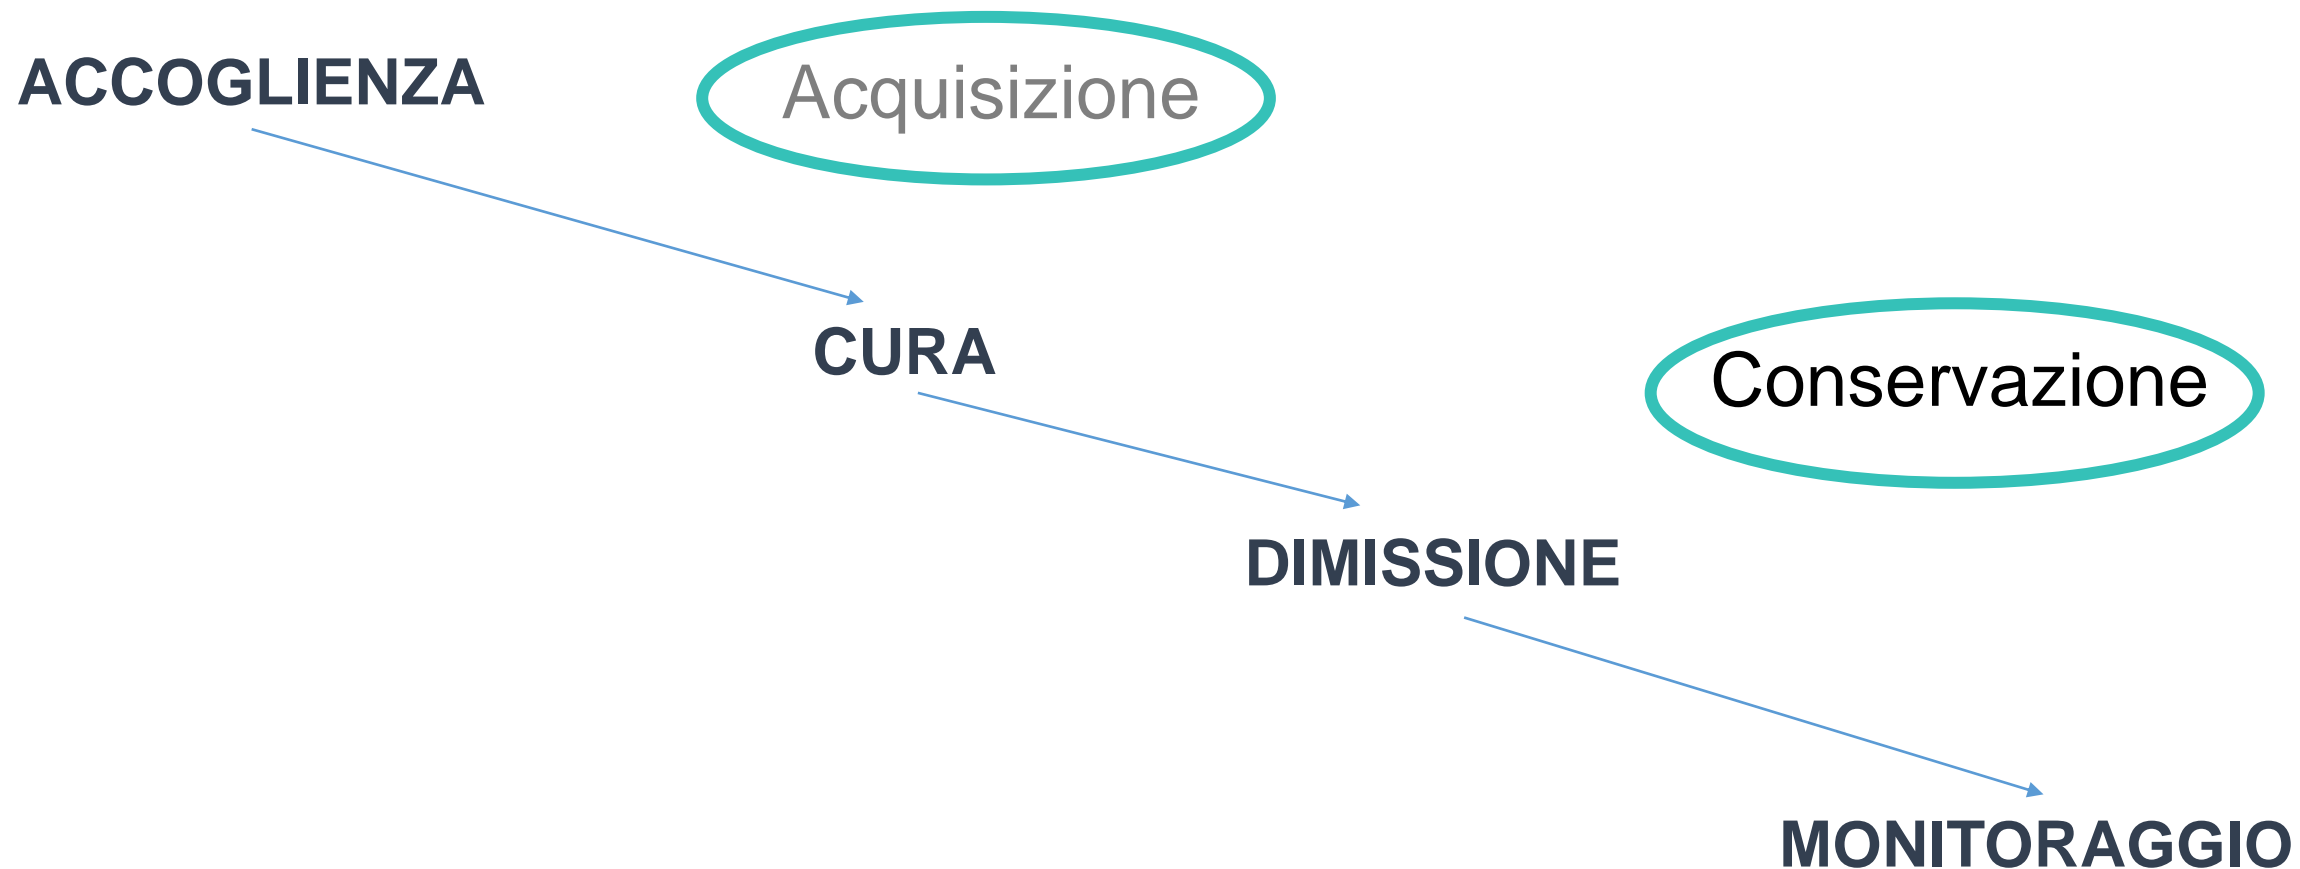 ACCOGLIENZA
Acquisizione
CURA
Conservazione
DIMISSIONE
MONITORAGGIO